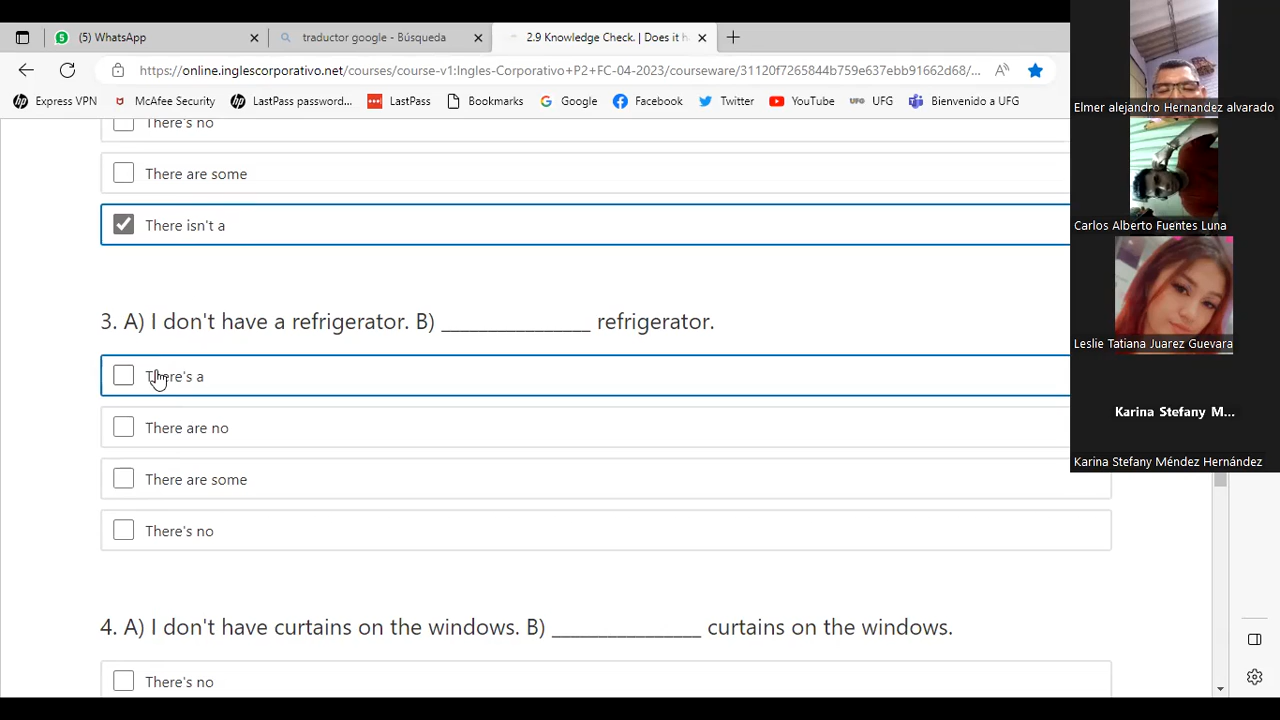 (5) WhatsApp
traductor google - Búsqueda
2.9 Knowledge Check. | Does it h
https://online.inglescorporativo.net/courses/course-v1:Ingles-Corporativo+P2+FC-04-2023/courseware/31120f7265844b759e637ebb91662d68/...
Express VPN
McAfee Security
LastPass password...
LastPass
Bookmarks
Google
Facebook
Twitter
YouTube
UFG
Bienvenido a UFG
There's no
There are some
There isn't a
3. A) I don't have a refrigerator. B) _______________ refrigerator.
There's a
There are no
There are some
There's no
4. A) I don't have curtains on the windows. B) _______________ curtains on the windows.
There's no
Elmer alejandro Hernandez alvarado
Carlos Alberto Fuentes Luna
Leslie Tatiana Juarez Guevara
Karina Stefany M...
Karina Stefany Méndez Hernández